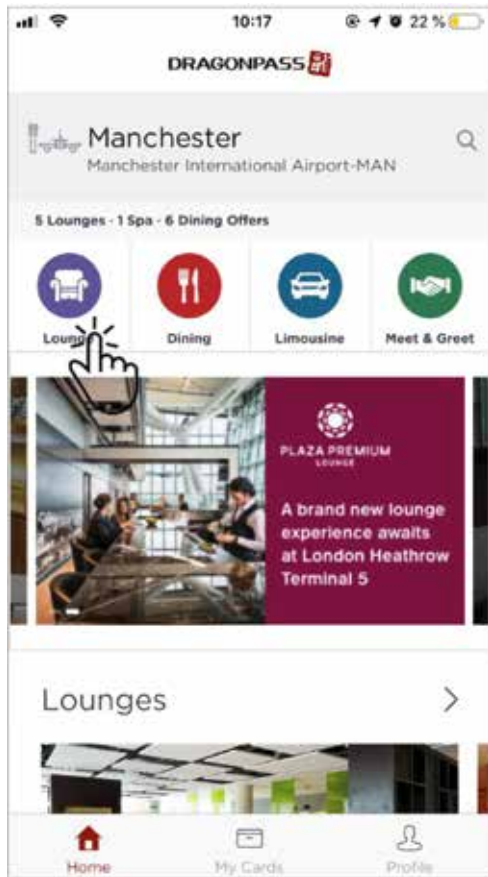 10:17
22 %
DRAGONPASS
Manchester
Manchester International Airport-MAN
5 Lounges - 1 Spa - 6 Dining Offers
Lounge Dining Limousine Meet & Greet
PLAZA PREMIUM
LOUNGE
A brand new lounge
experience awaits
at London Heathrow
Terminal 5
Lounges
Home My Cards Profile